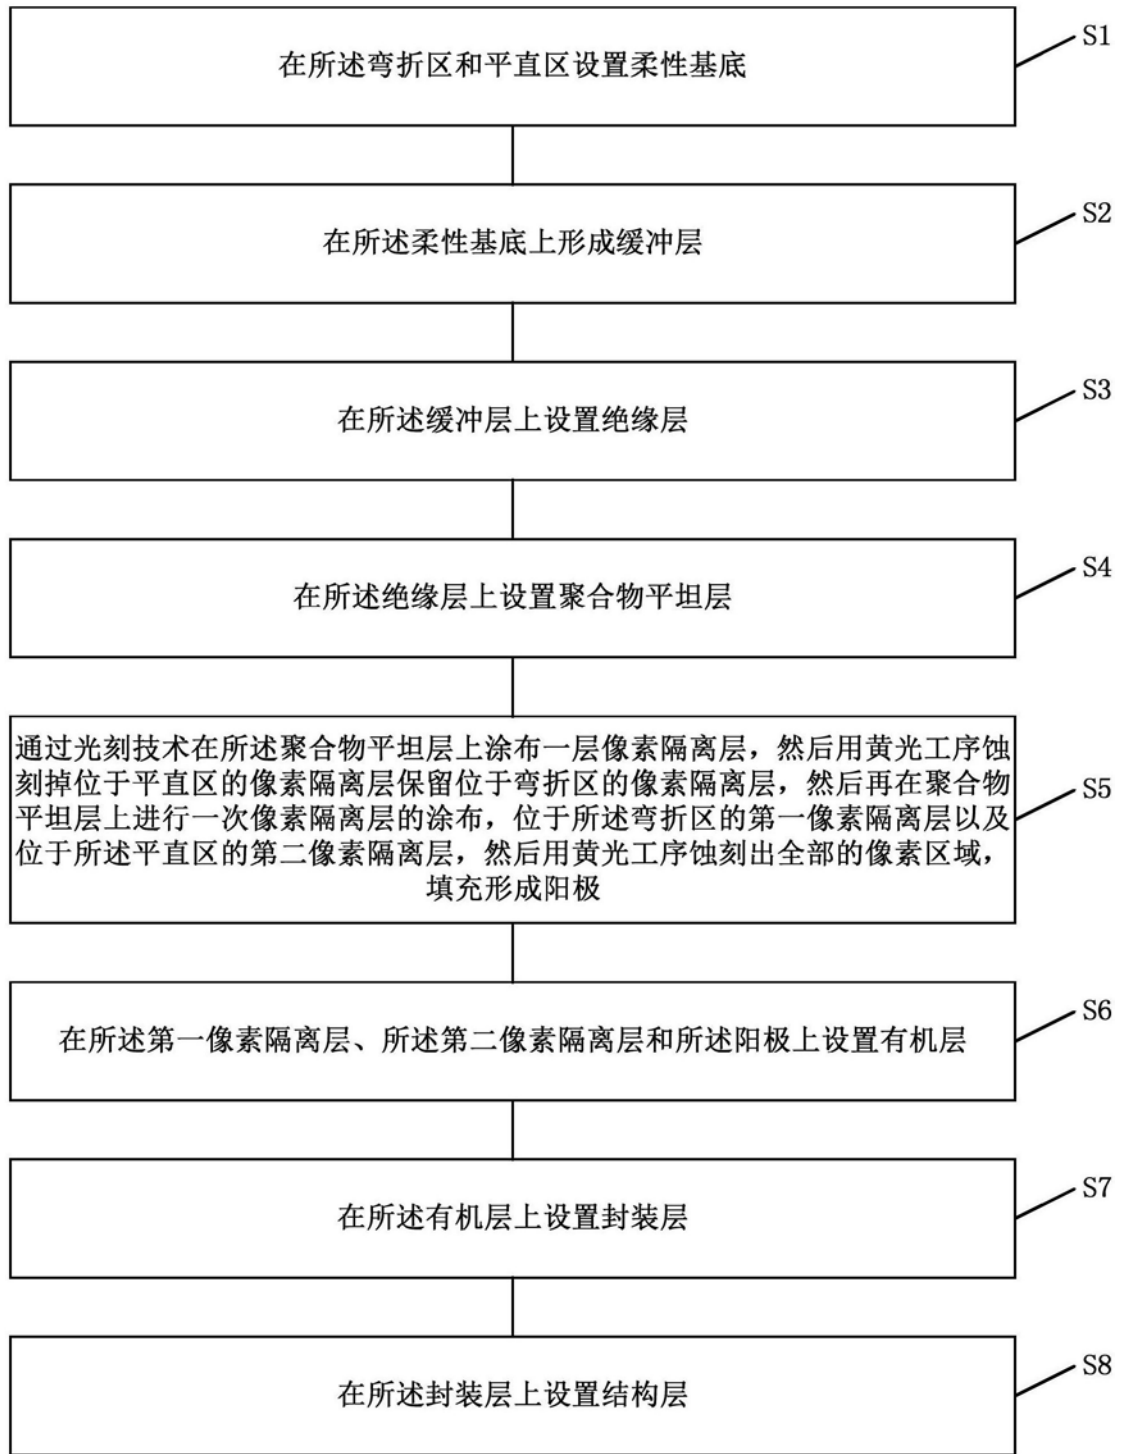 在所述弯折区和平直区设置柔性基底
S1
在所述柔性基底上形成缓冲层
S2
在所述缓冲层上设置绝缘层
S3
在所述绝缘层上设置聚合物平坦层
S4
通过光刻技术在所述聚合物平坦层上涂布一层像素隔离层，然后用黄光工序蚀
刻掉位于平直区的像素隔离层保留位于弯折区的像素隔离层，然后再在聚合物
平坦层上进行一次像素隔离层的涂布，位于所述弯折区的第一像素隔离层以及
位于所述平直区的第二像素隔离层，然后用黄光工序蚀刻出全部的像素区域，
填充形成阳极
S5
在所述第一像素隔离层、所述第二像素隔离层和所述阳极上设置有机层
S6
在所述有机层上设置封装层
S7
在所述封装层上设置结构层
S8